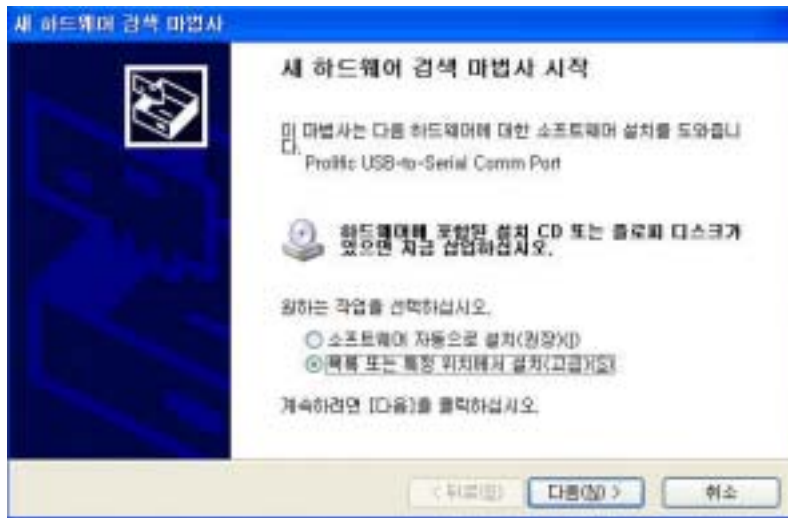 새 하드웨어 검색 마법사
새 하드웨어 검색 마법사 시작
이 마법사는 다음 하드웨어에 대한 소프트웨어 설치를 도와줍니
다.
Prolific USB-to-Serial Comm Port
하드웨어에 포함된 설치 CD 또는 플로피 디스크가
있으면 지금 삽입하십시오.
원하는 작업을 선택하십시오.
소프트웨어 자동으로 설치(권장)(I)
목록 또는 특정 위치에서 설치(고급)(S)
계속하려면 [다음]을 클릭하십시오.
< 뒤로(B) 다음(N) > 취소